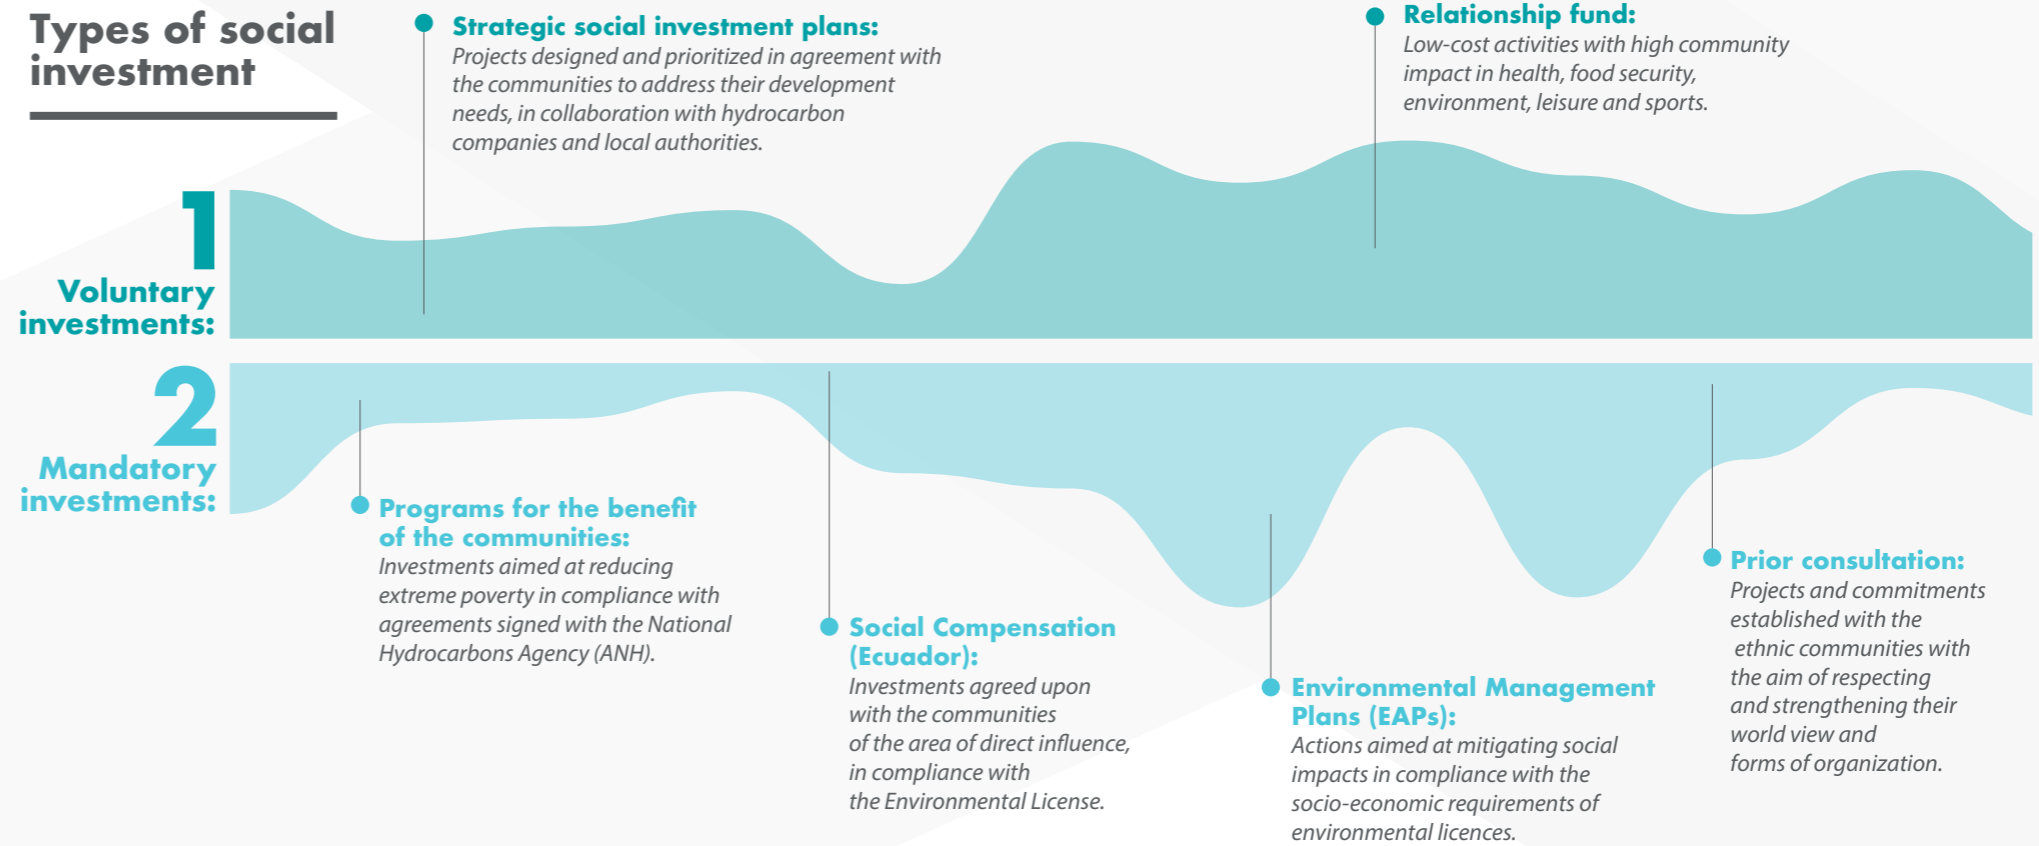 Types of social
investment
Strategic social investment plans:
Projects designed and prioritized in agreement with
the communities to address their development
needs, in collaboration with hydrocarbon
companies and local authorities.
Relationship fund:
Low-cost activities with high community
impact in health, food security,
environment, leisure and sports.
1
Voluntary
investments:
2
Mandatory
investments:
Programs for the benefit
of the communities:
Investments aimed at reducing
extreme poverty in compliance with
agreements signed with the National
Hydrocarbons Agency (ANH).
Social Compensation
(Ecuador):
Investments agreed upon
with the communities
of the area of direct influence,
in compliance with
the Environmental License.
Environmental Management
Plans (EAPs):
Actions aimed at mitigating social
impacts in compliance with the
socio-economic requirements of
environmental licences.
Prior consultation:
Projects and commitments
established with the
ethnic communities with
the aim of respecting
and strengthening their
world view and
forms of organization.